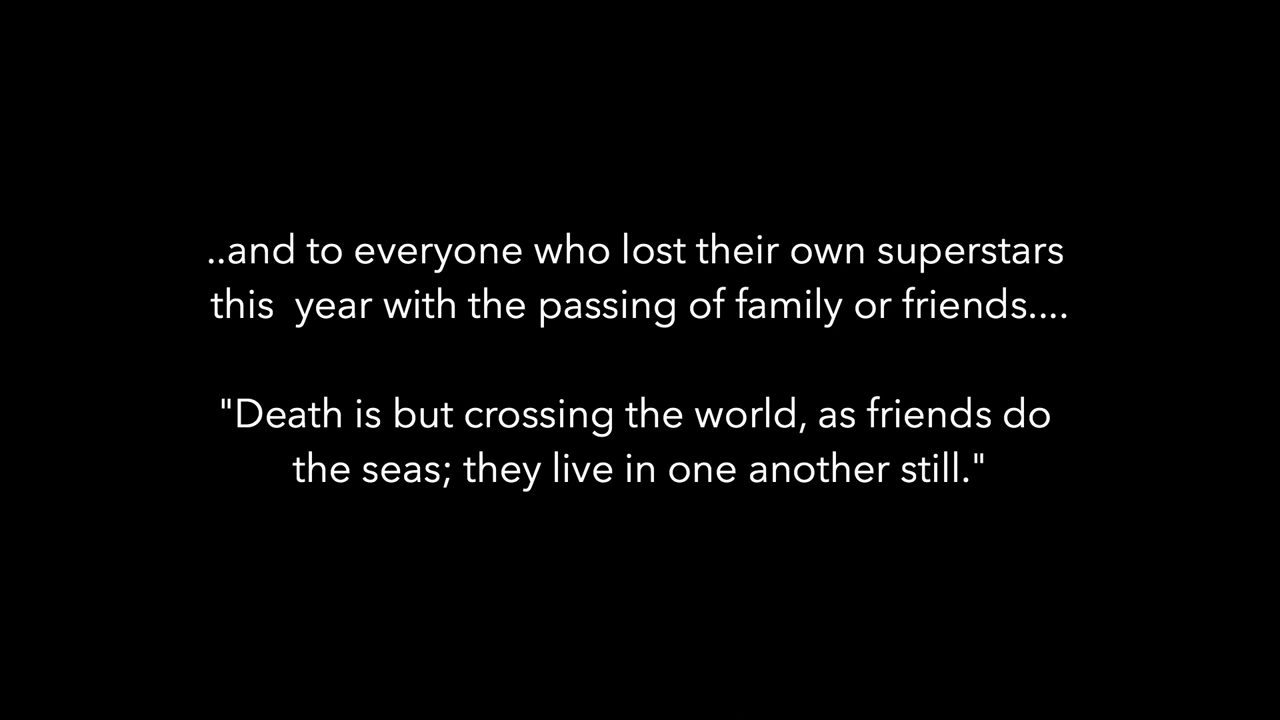 ..and to everyone who lost their own superstars
this  year with the passing of family or friends....
"Death is but crossing the world, as friends do
the seas; they live in one another still."